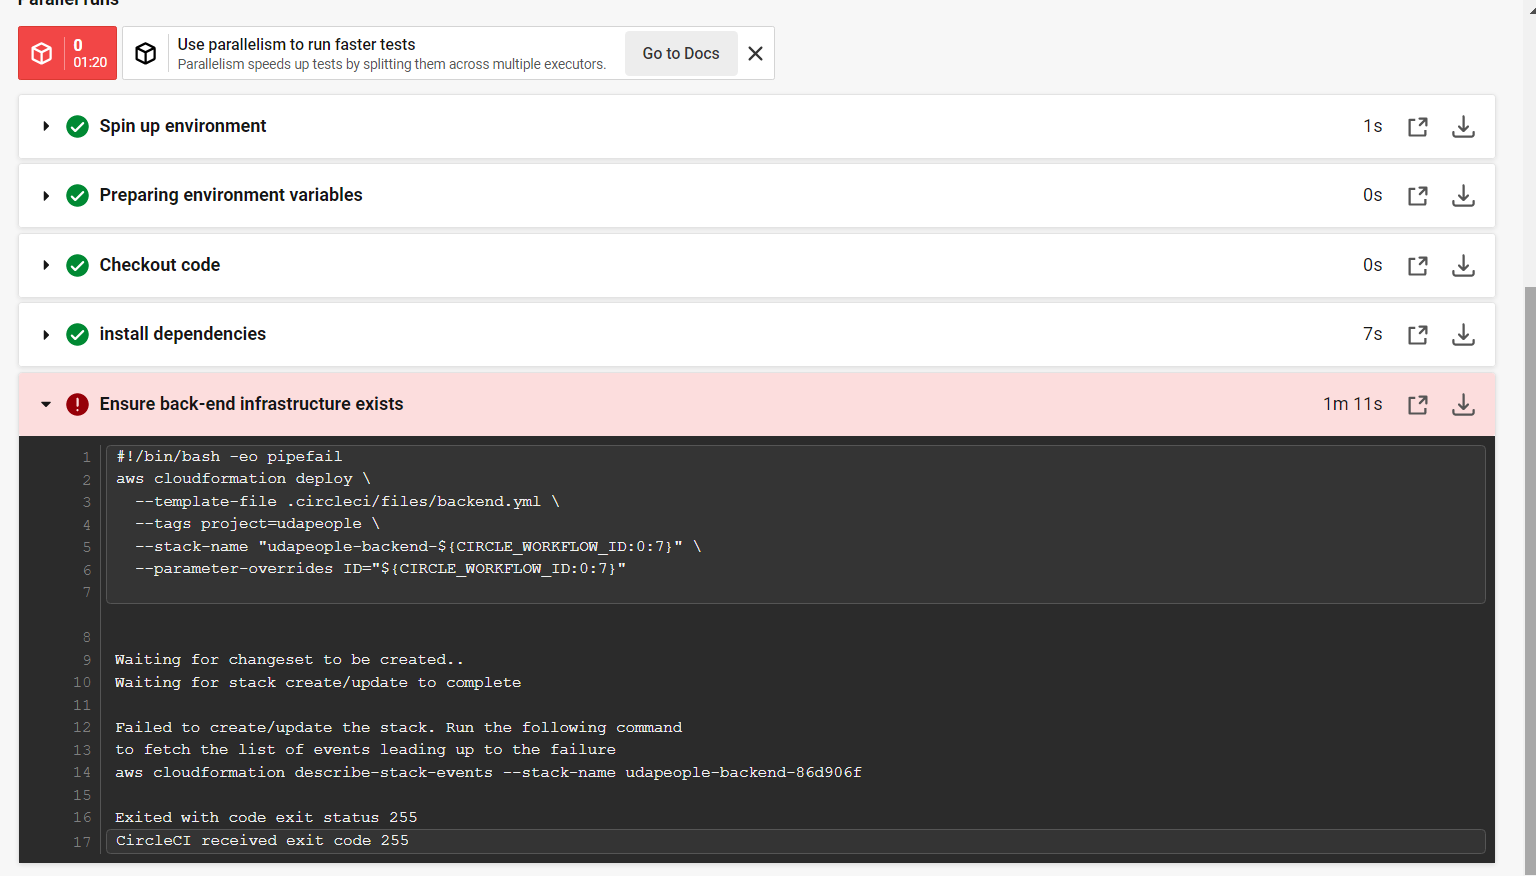 Parallel runs
0
01:20
Use parallelism to run faster tests
Parallelism speeds up tests by splitting them across multiple executors.
Go to Docs
Spin up environment
1s
Preparing environment variables
0s
Checkout code
0s
install dependencies
7s
Ensure back-end infrastructure exists
1m 11s
1 #!/bin/bash -eo pipefail
2 aws cloudformation deploy \
3   --template-file .circleci/files/backend.yml \
4   --tags project=udapeople \
5   --stack-name "udapeople-backend-${CIRCLE_WORKFLOW_ID:0:7}" \
6   --parameter-overrides ID="${CIRCLE_WORKFLOW_ID:0:7}"
7
8
9 Waiting for changeset to be created..
10 Waiting for stack create/update to complete
11
12 Failed to create/update the stack. Run the following command
13 to fetch the list of events leading up to the failure
14 aws cloudformation describe-stack-events --stack-name udapeople-backend-86d906f
15
16 Exited with code exit status 255
17 CircleCI received exit code 255